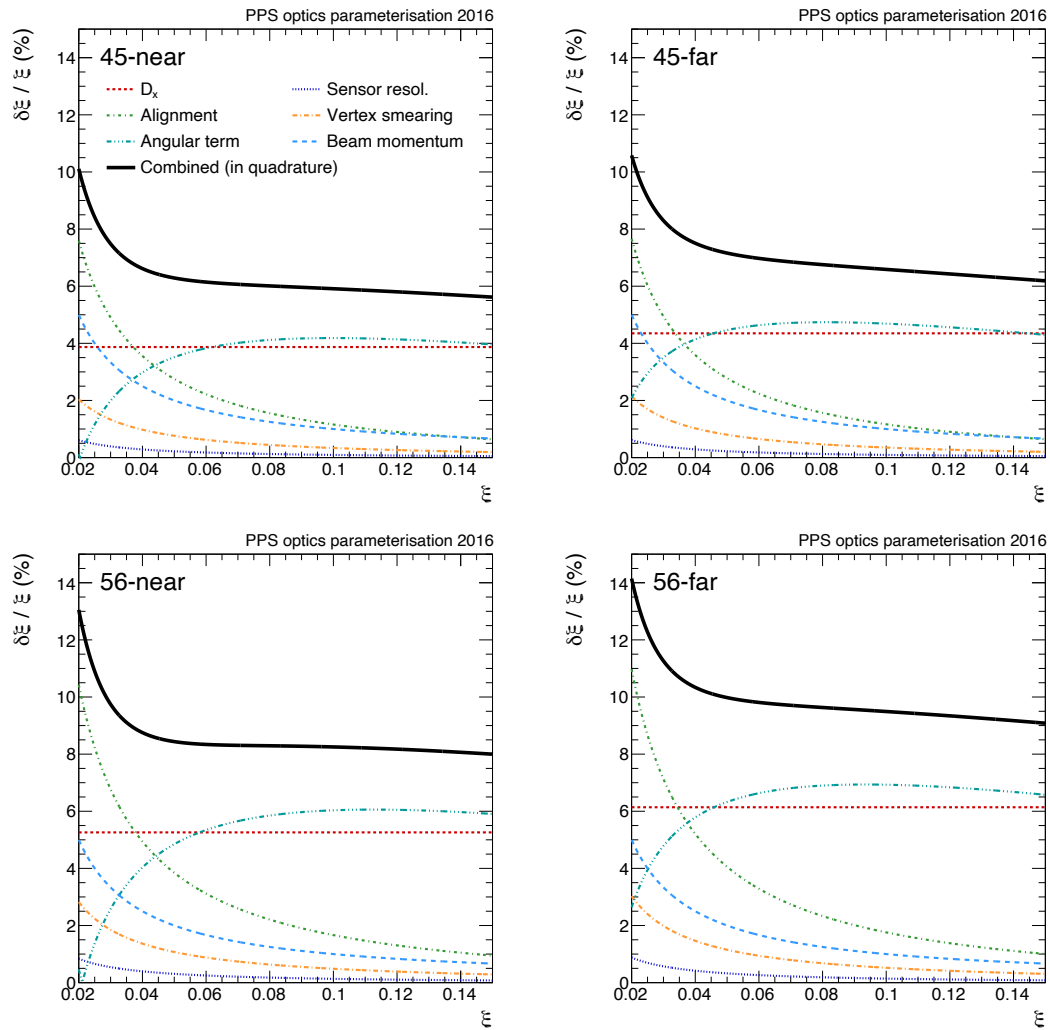 PPS optics parameterisation 2016
δξ / ξ (%)
45-near
D_x
Sensor resol.
Alignment
Vertex smearing
Angular term
Beam momentum
Combined (in quadrature)
14
12
10
8
6
4
2
0
0.02 0.04 0.06 0.08 0.1 0.12 0.14
ξ
PPS optics parameterisation 2016
δξ / ξ (%)
45-far
14
12
10
8
6
4
2
0
0.02 0.04 0.06 0.08 0.1 0.12 0.14
ξ
PPS optics parameterisation 2016
δξ / ξ (%)
56-near
14
12
10
8
6
4
2
0
0.02 0.04 0.06 0.08 0.1 0.12 0.14
ξ
PPS optics parameterisation 2016
δξ / ξ (%)
56-far
14
12
10
8
6
4
2
0
0.02 0.04 0.06 0.08 0.1 0.12 0.14
ξ